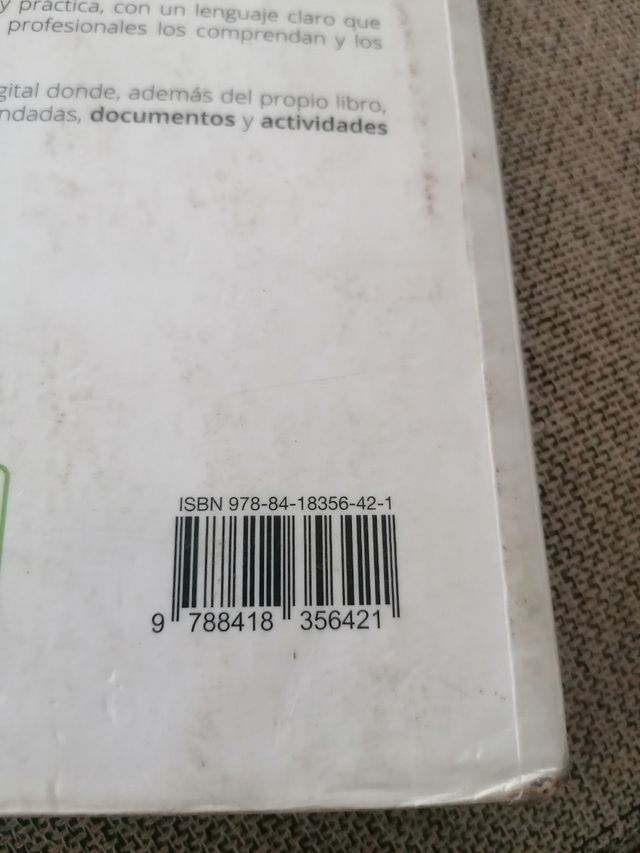 y práctica, con un lenguaje claro que
profesionales los comprendan y los
gital donde, además del propio libro,
ndadas, documentos y actividades
ISBN 978-84-18356-42-1
9 788418 356421